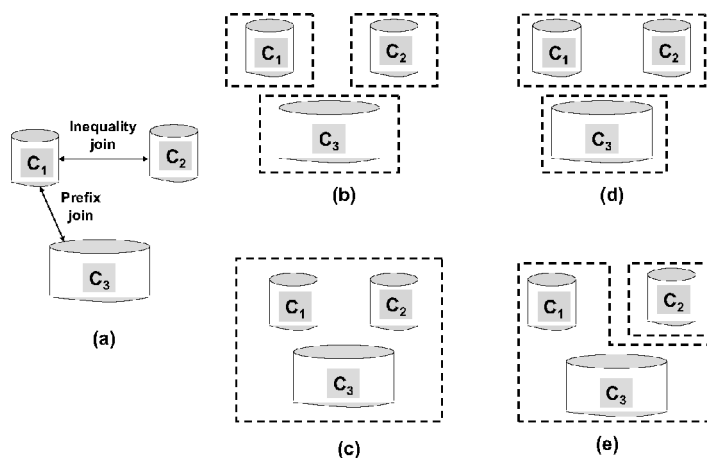 Inequality
join
C₁
C₂
Prefix
join
C₃
(a)
C₁
C₂
C₃
(b)
C₁
C₂
C₃
(d)
C₁
C₂
C₃
(c)
C₁
C₂
C₃
(e)